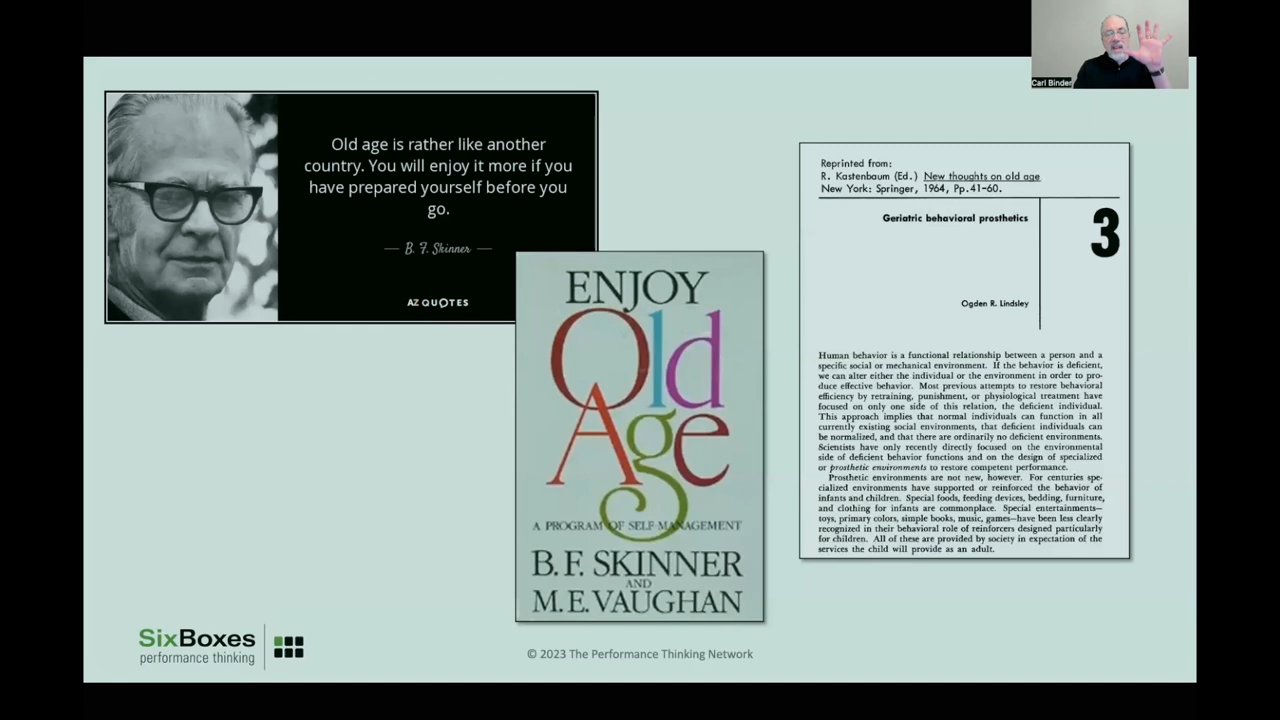 Carl Binder
Old age is rather like another
country. You will enjoy it more if you
have prepared yourself before you
go.
— B. F. Skinner —
AZ QUOTES
ENJOY
Old
Age
A PROGRAM OF SELF-MANAGEMENT
B.F. SKINNER
AND
M.E. VAUGHAN
Reprinted from:
R. Kastenbaum (Ed.) New thoughts on old age
New York: Springer, 1964, Pp.41-60.
Geriatric behavioral prosthetics
3
Ogden R. Lindsley
Human behavior is a functional relationship between a person and a
specific social or mechanical environment. If the behavior is deficient,
we can alter either the individual or the environment in order to pro-
duce effective behavior. Most previous attempts to restore behavioral
efficiency by retraining, punishment, or physiological treatment have
focused on only one side of this relation, the deficient individual.
This approach implies that normal individuals can function in all
currently existing social environments, that deficient individuals can
be normalized, and that there are ordinarily no deficient environments.
Scientists have only recently directly focused on the environmental
side of deficient behavior functions and on the design of specialized
or prosthetic environments to restore competent performance.
Prosthetic environments are not new, however. For centuries spe-
cialized environments have supported or reinforced the behavior of
infants and children. Special foods, feeding devices, bedding, furniture,
and clothing for infants are commonplace. Special entertainments—
toys, primary colors, simple books, music, games—have been less clearly
recognized in their behavioral role of reinforcers designed particularly
for children. All of these are provided by society in expectation of the
services the child will provide as an adult.
SixBoxes
performance thinking
© 2023 The Performance Thinking Network